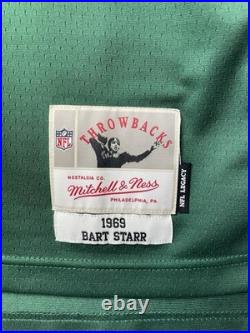 NFL
THROWBACKS
NOSTALGIA CO.
Mitchell & Ness
PHILADELPHIA, PA.
NFL LEGACY
1969
BART STARR